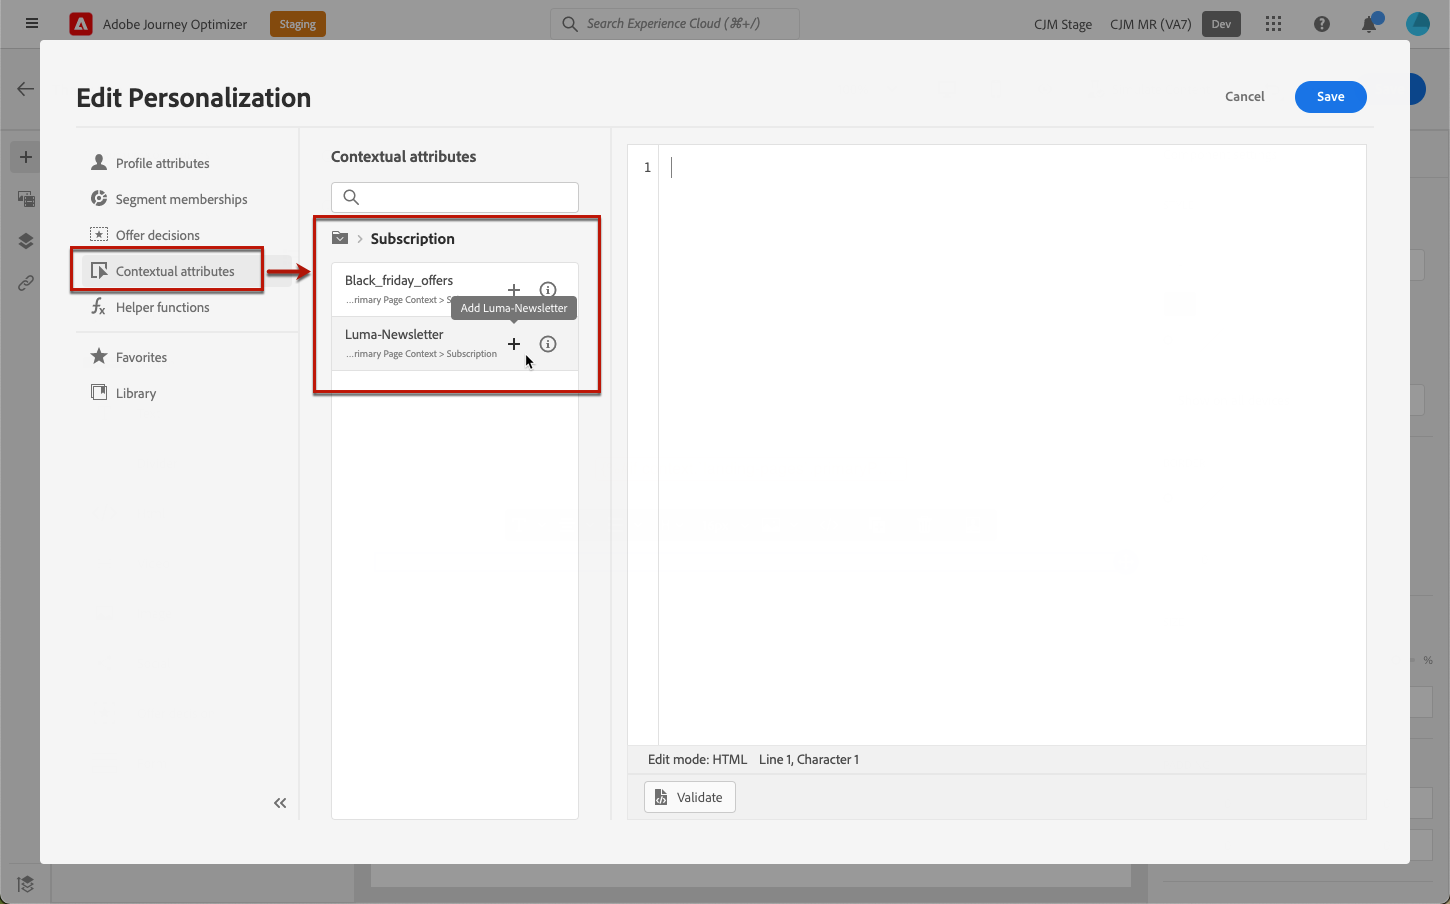 Adobe Journey Optimizer
Staging
Search Experience Cloud (⌘+/)
CJM Stage
CJM MR (VA7)
Dev
Edit Personalization
Cancel
Save
Profile attributes
Segment memberships
Offer decisions
Contextual attributes
Helper functions
Favorites
Library
Contextual attributes
Subscription
Black_friday_offers
...rimary Page Context > S
Add Luma-Newsletter
Luma-Newsletter
...rimary Page Context > Subscription
1
Edit mode: HTML Line 1, Character 1
Validate
%